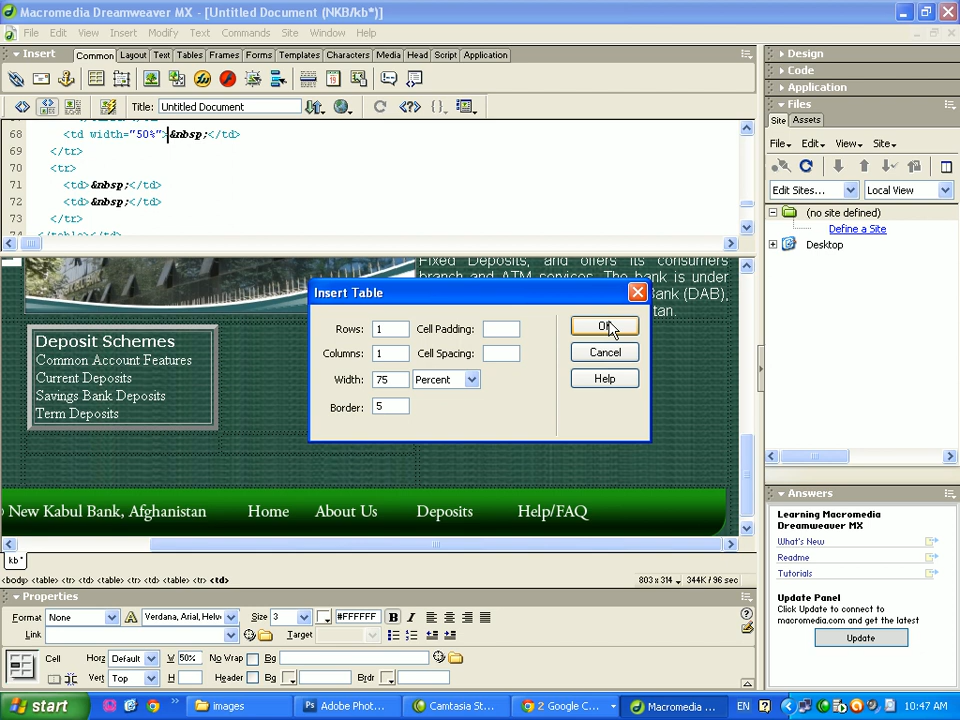 Macromedia Dreamweaver MX - [Untitled Document (NKB/kb*)]
File Edit View Insert Modify Text Commands Site Window Help
Insert Common Layout Text Tables Frames Forms Templates Characters Media Head Script Application
Title: Untitled Document
68 <td width="50%">&nbsp;</td>
69 </tr>
70 <tr>
71 <td>&nbsp;</td>
72 <td>&nbsp;</td>
73 </tr>
Fixed Deposits, and offers its consumers
branch and ATM services. The bank is under
Bank (DAB),
Insert Table
Rows: 1 Cell Padding:
Columns: 1 Cell Spacing:
Width: 75 Percent
Border: 5
Cancel
Help
Deposit Schemes
Common Account Features
Current Deposits
Savings Bank Deposits
Term Deposits
New Kabul Bank, Afghanistan Home About Us Deposits Help/FAQ
kb*
<body> <table> <tr> <td> <table> <tr> <td> <table> <tr> <td> 803 x 314 344K / 96 sec
Properties
Format None Verdana, Arial, Helv Size 3 #FFFFFF B I
Link Target
Cell Horz Default W 50% No Wrap Bg
Vert Top H Header Bg Brdr
Design
Code
Application
Files
Site Assets
File Edit View Site
Edit Sites... Local View
(no site defined)
Define a Site
Desktop
Answers
Learning Macromedia
Dreamweaver MX
What's New
Readme
Tutorials
Update Panel
Click Update to connect to
macromedia.com and get the latest
Update
start images Adobe Phot... Camtasia St... 2 Google C... Macromedia ... EN 10:47 AM